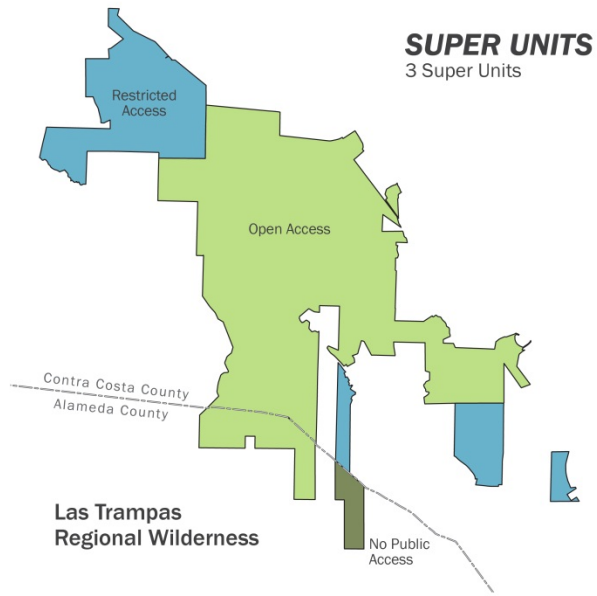 SUPER UNITS
3 Super Units
Restricted
Access
Open Access
Contra Costa County
Alameda County
Las Trampas
Regional Wilderness
No Public
Access